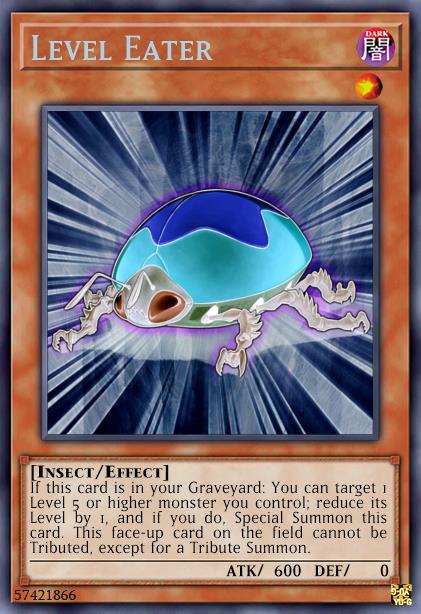 LEVEL EATER
DARK
闇
[INSECT/EFFECT]
If this card is in your Graveyard: You can target 1
Level 5 or higher monster you control; reduce its
Level by 1, and if you do, Special Summon this
card. This face-up card on the field cannot be
Tributed, except for a Tribute Summon.
ATK/ 600 DEF/ 0
57421866